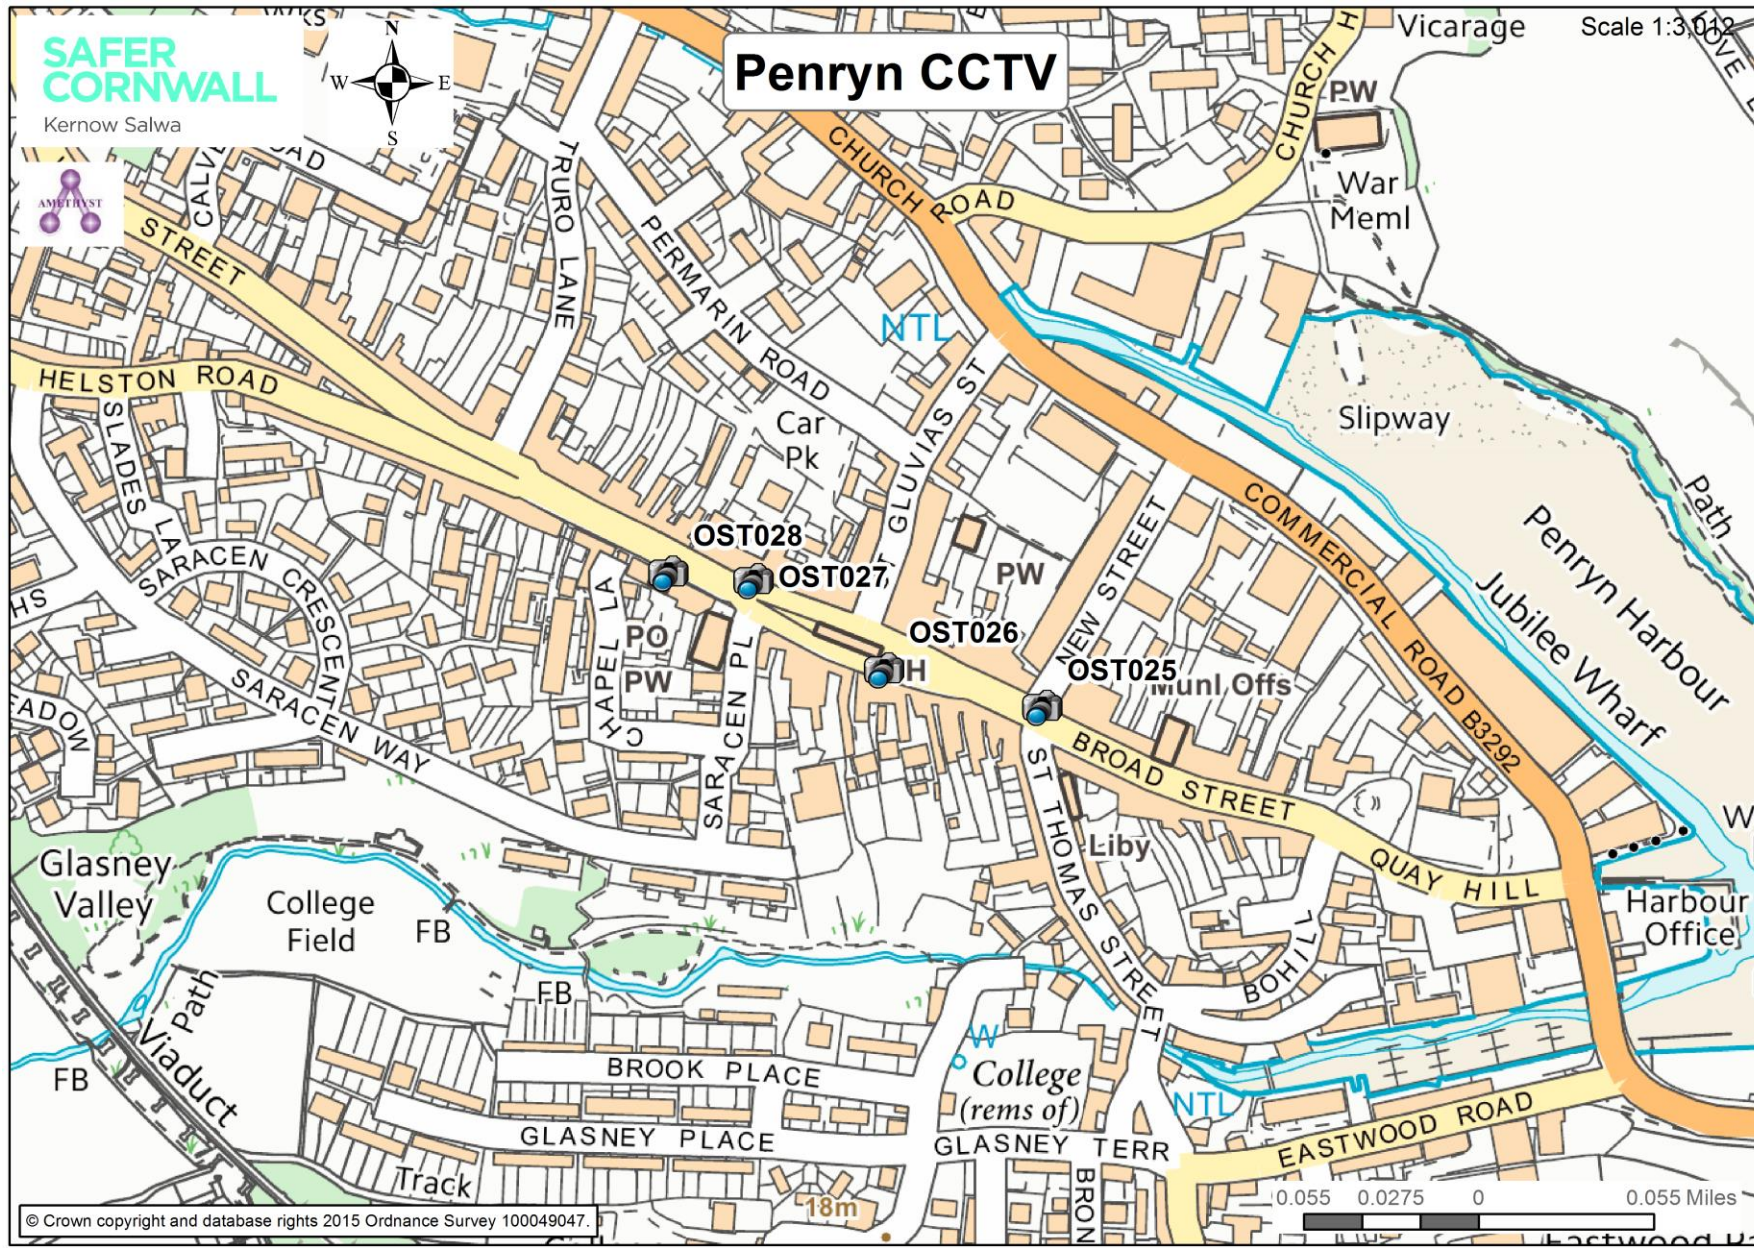 Wks
SAFER
CORNWALL
Kernow Salwa
N
W
E
S
AMETHYST
Penryn CCTV
Scale 1:3,012
Vicarage
PW
War
Meml
CHURCH
CHURCH ROAD
TRURO LANE
PERMARIN ROAD
STREET
HELSTON ROAD
SLADES LA
NTL
Car
Pk
ST GLUVIAS ST
Slipway
Path
Penryn Harbour
Jubilee Wharf
COMMERCIAL ROAD B3292
NEW STREET
PW
OST028
OST027
OST026
OST025
Munl Offs
SARACEN CRESCENT
SARACEN WAY
SARACEN PL
CHAPEL LA
PO
PW
BROAD STREET
QUAY HILL
ST THOMAS STREET
Liby
BOHILL
Harbour
Office
Glasney
Valley
College
Field
FB
FB
FB
Path
Viaduct
BROOK PLACE
GLASNEY PLACE
GLASNEY TERR
W
College
(rems of)
NTL
EASTWOOD ROAD
Track
18m
BRON
© Crown copyright and database rights 2015 Ordnance Survey 100049047.
0.055 0.0275 0 0.055 Miles